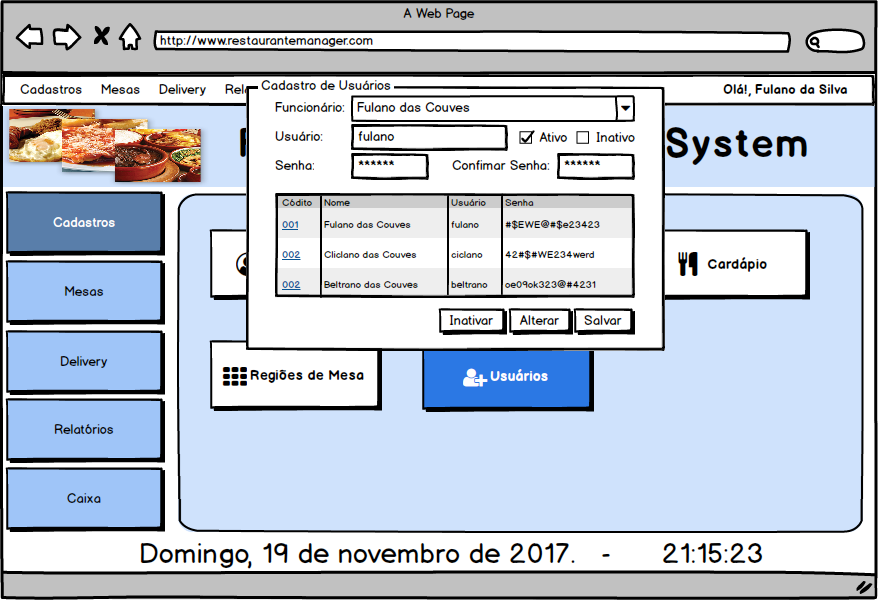 A Web Page
http://www.restaurantemanager.com
Cadastros Mesas Delivery
Olá!, Fulano da Silva
System
Cadastro de Usuários
Funcionário: Fulano das Couves
Usuário: fulano Ativo Inativo
Senha: ****** Confimar Senha: ******
Códito Nome Usuário Senha
001 Fulano das Couves fulano #$EWE@#$e23423
002 Cliclano das Couves ciclano 42#$#WE234werd
002 Beltrano das Couves beltrano oe09ok323@#4231
Inativar Alterar Salvar
Cadastros
Mesas
Delivery
Relatórios
Caixa
Cardápio
Regiões de Mesa
Usuários
Domingo, 19 de novembro de 2017. - 21:15:23